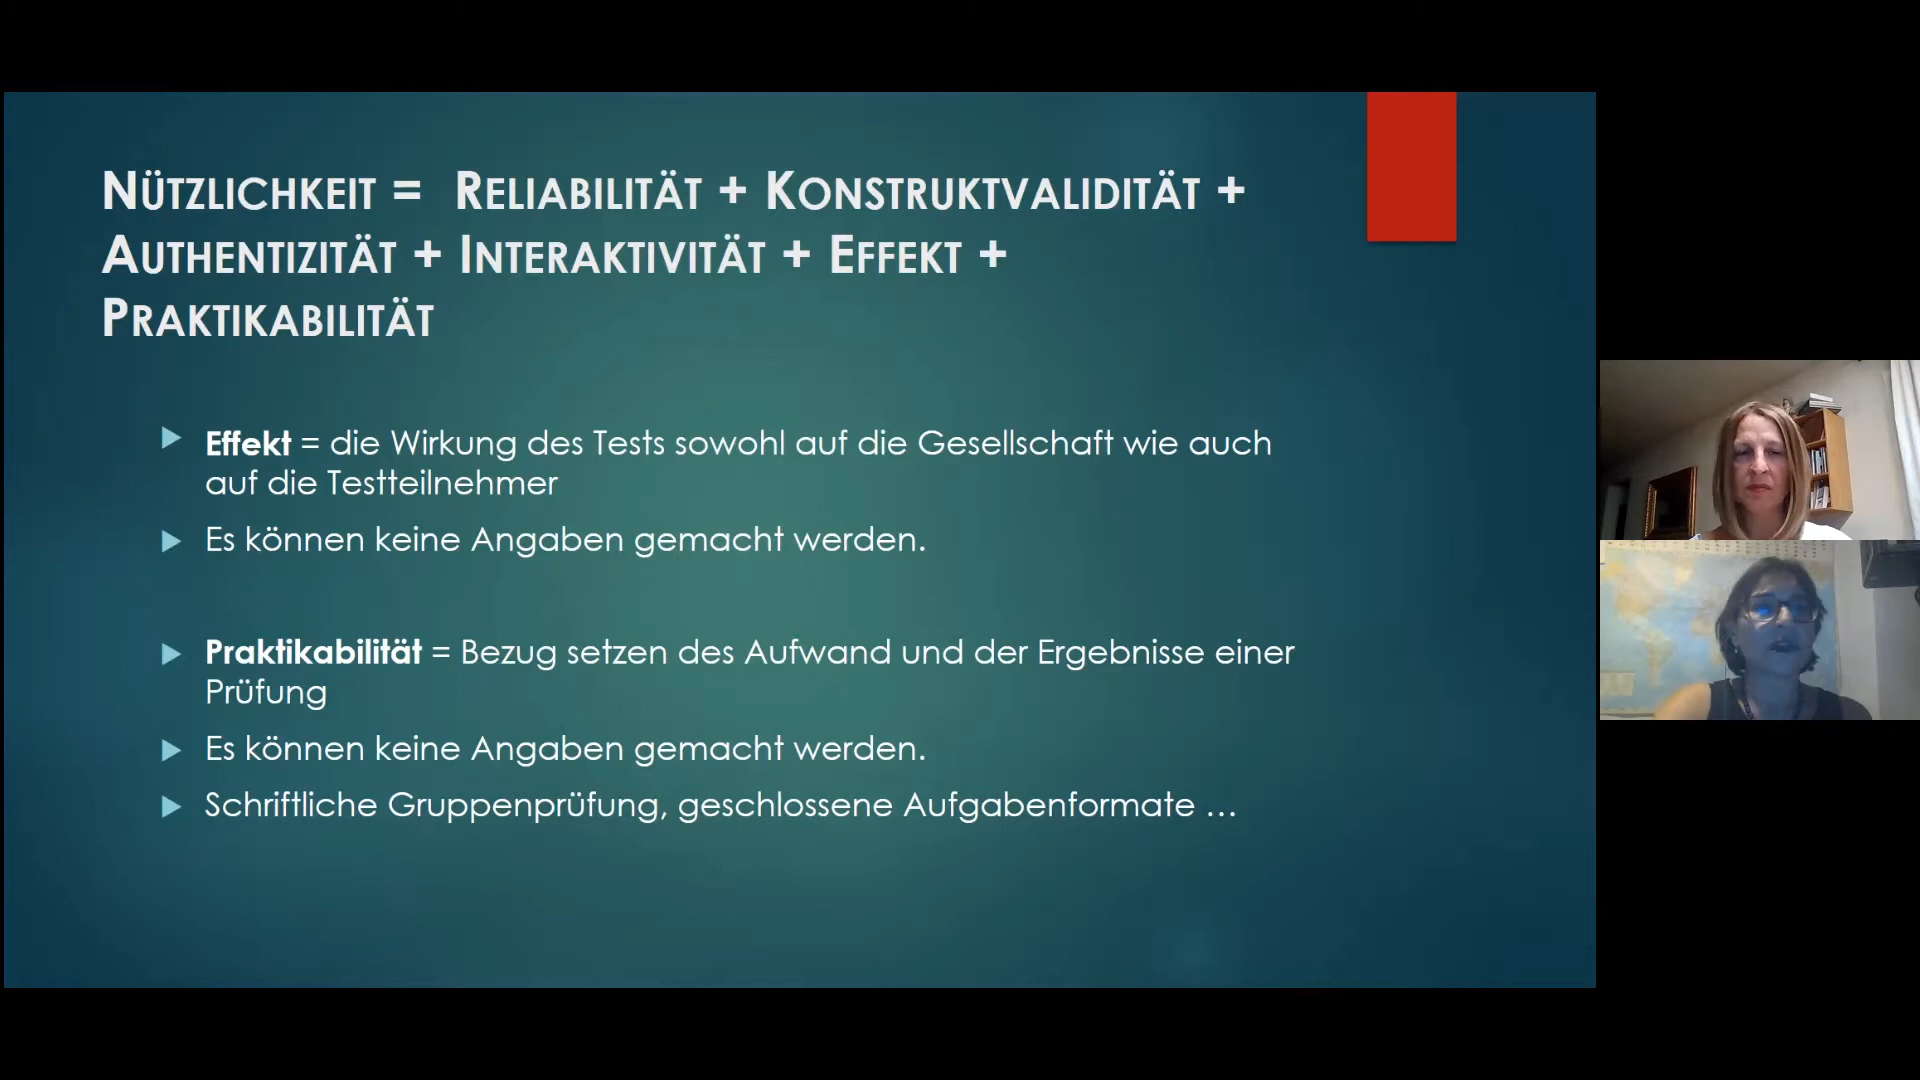 NÜTZLICHKEIT = RELIABILITÄT + KONSTRUKTVALIDITÄT +
AUTHENTIZITÄT + INTERAKTIVITÄT + EFFEKT +
PRAKTIKABILITÄT
Effekt = die Wirkung des Tests sowohl auf die Gesellschaft wie auch
auf die Testteilnehmer
Es können keine Angaben gemacht werden.
Praktikabilität = Bezug setzen des Aufwand und der Ergebnisse einer
Prüfung
Es können keine Angaben gemacht werden.
Schriftliche Gruppenprüfung, geschlossene Aufgabenformate …